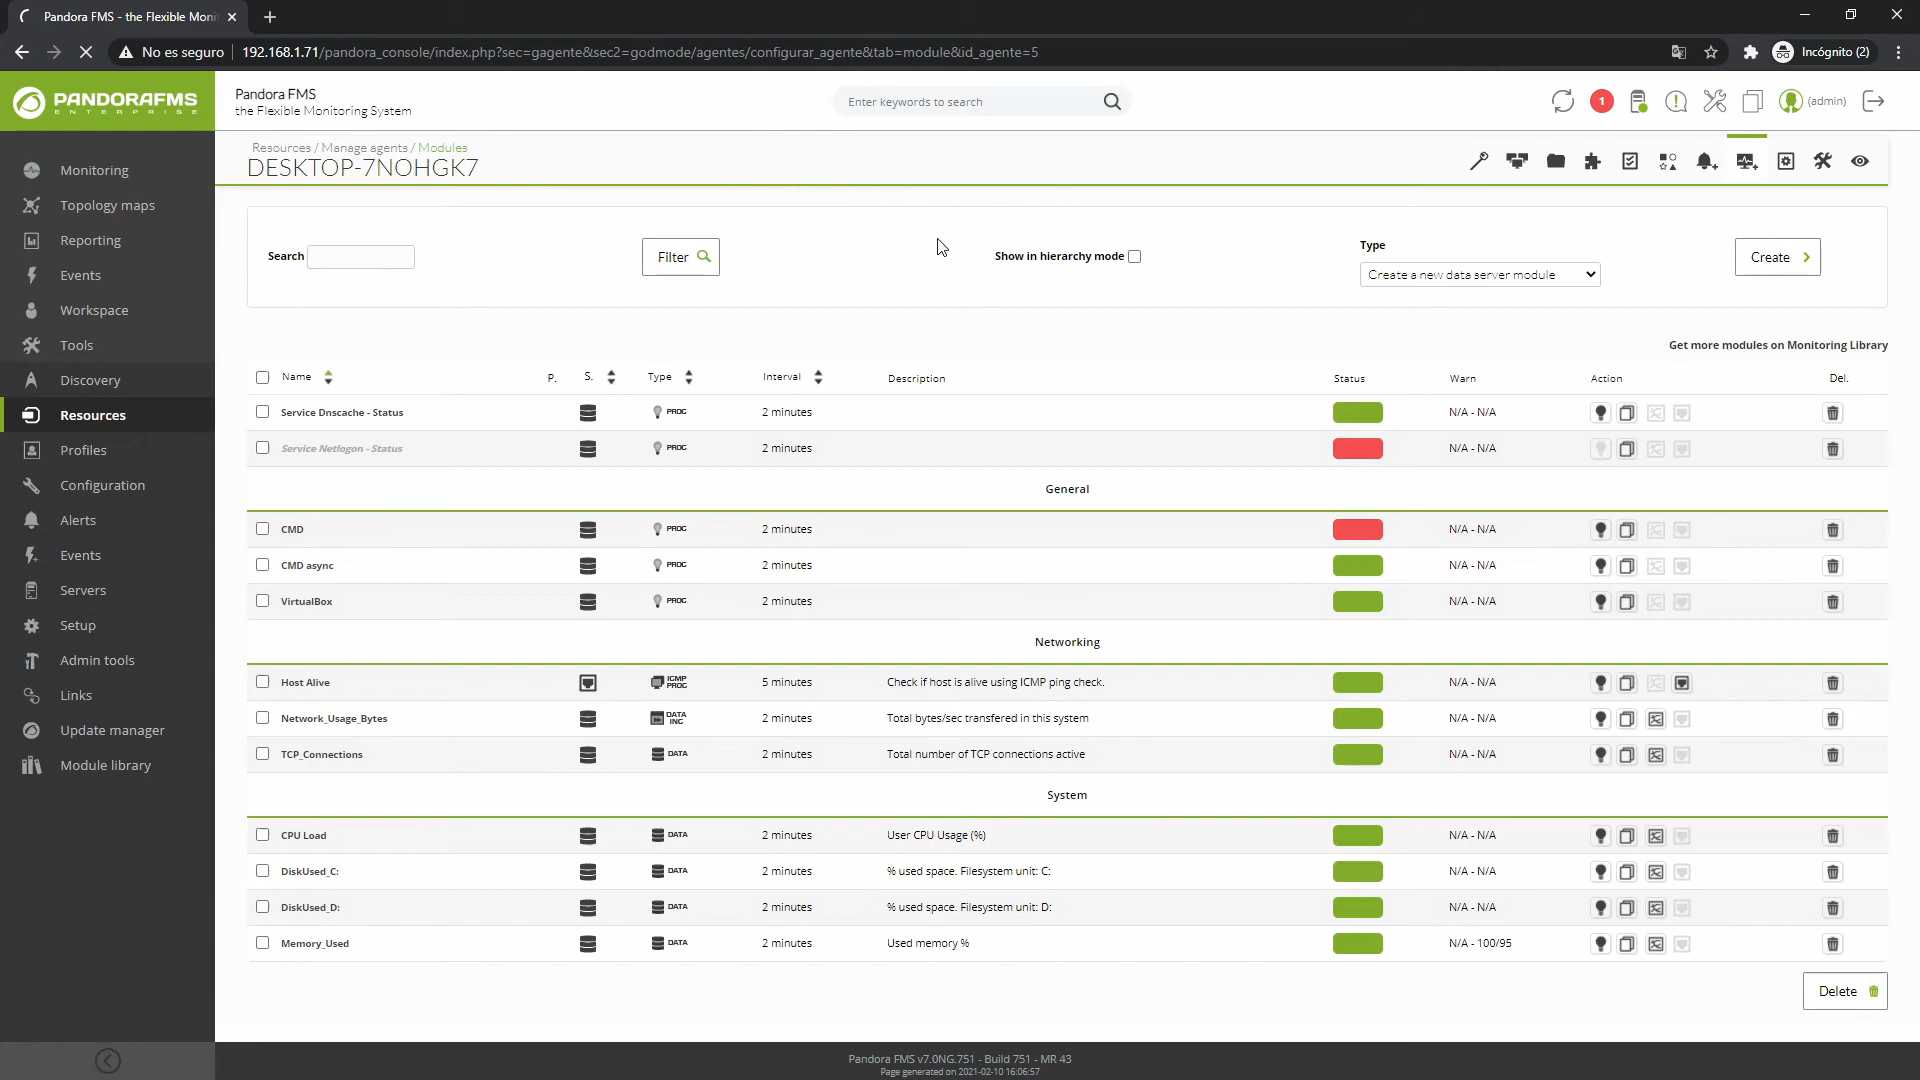 Pandora FMS - the Flexible Moni
No es seguro
192.168.1.71/pandora_console/index.php?sec=gagente&sec2=godmode/agentes/configurar_agente&tab=module&id_agente=5
Incógnito (2)
PANDORAFMS
ENTERPRISE
Pandora FMS
the Flexible Monitoring System
Enter keywords to search
1
(admin)
Resources / Manage agents / Modules
DESKTOP-7NOHGK7
Monitoring
Topology maps
Reporting
Events
Workspace
Tools
Discovery
Resources
Profiles
Configuration
Alerts
Events
Servers
Setup
Admin tools
Links
Update manager
Module library
Search
Filter
Show in hierarchy mode
Type
Create a new data server module
Create
Get more modules on Monitoring Library
Name P. S. Type Interval Description Status Warn Action Del.
Service Dnscache - Status PROC 2 minutes N/A - N/A
Service Netlogon - Status PROC 2 minutes N/A - N/A
General
CMD PROC 2 minutes N/A - N/A
CMD async PROC 2 minutes N/A - N/A
VirtualBox PROC 2 minutes N/A - N/A
Networking
Host Alive ICMP PROC 5 minutes Check if host is alive using ICMP ping check. N/A - N/A
Network_Usage_Bytes DATA INC 2 minutes Total bytes/sec transfered in this system N/A - N/A
TCP_Connections DATA 2 minutes Total number of TCP connections active N/A - N/A
System
CPU Load DATA 2 minutes User CPU Usage (%) N/A - N/A
DiskUsed_C: DATA 2 minutes % used space. Filesystem unit: C: N/A - N/A
DiskUsed_D: DATA 2 minutes % used space. Filesystem unit: D: N/A - N/A
Memory_Used DATA 2 minutes Used memory % N/A - 100/95
Delete
Pandora FMS v7.0NG.751 - Build 751 - MR 43
Page generated on 2021-02-10 16:06:57